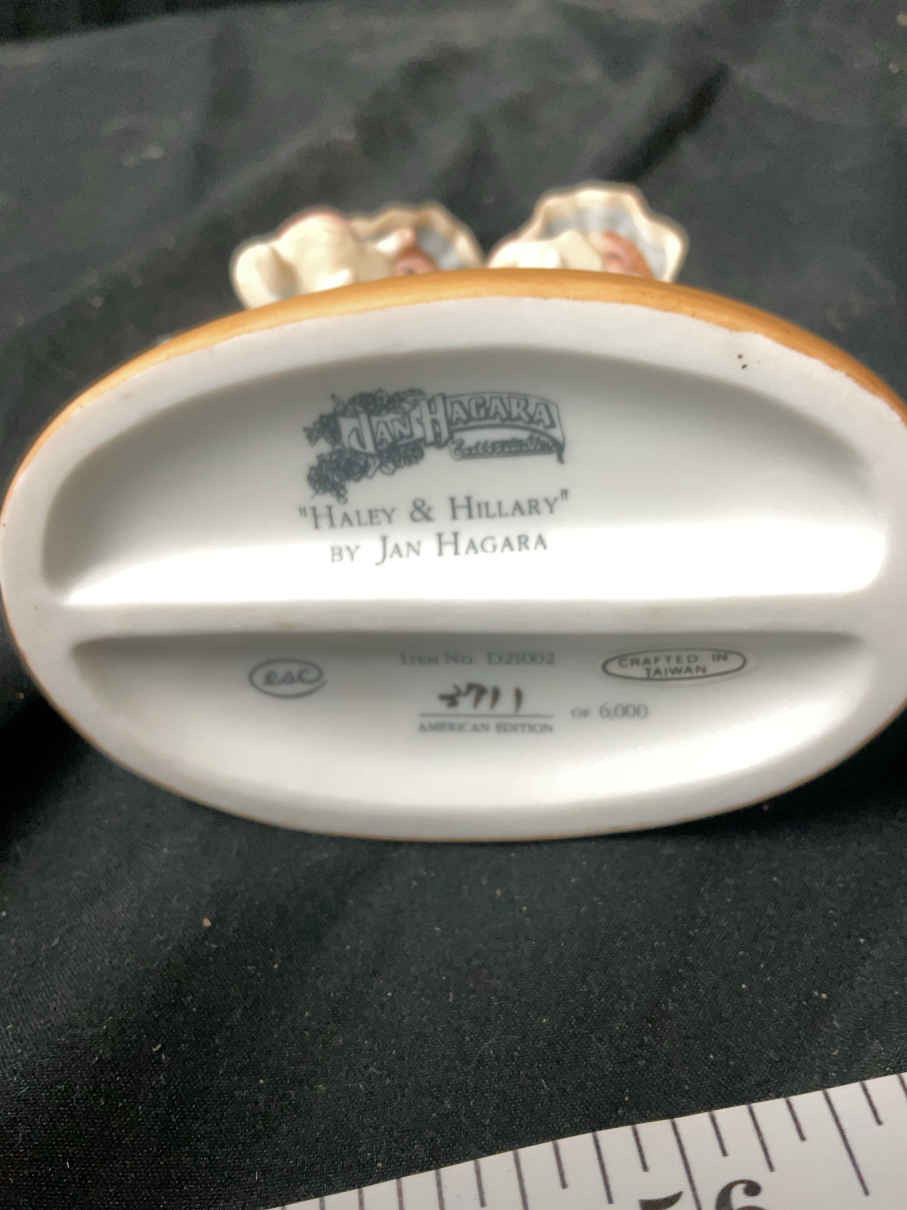 JAN HAGARA
Collectables
"HALEY & HILLARY"
BY JAN HAGARA
esc
ITEM NO. D21002
CRAFTED IN
TAIWAN
3711
OF 6,000
AMERICAN EDITION
56